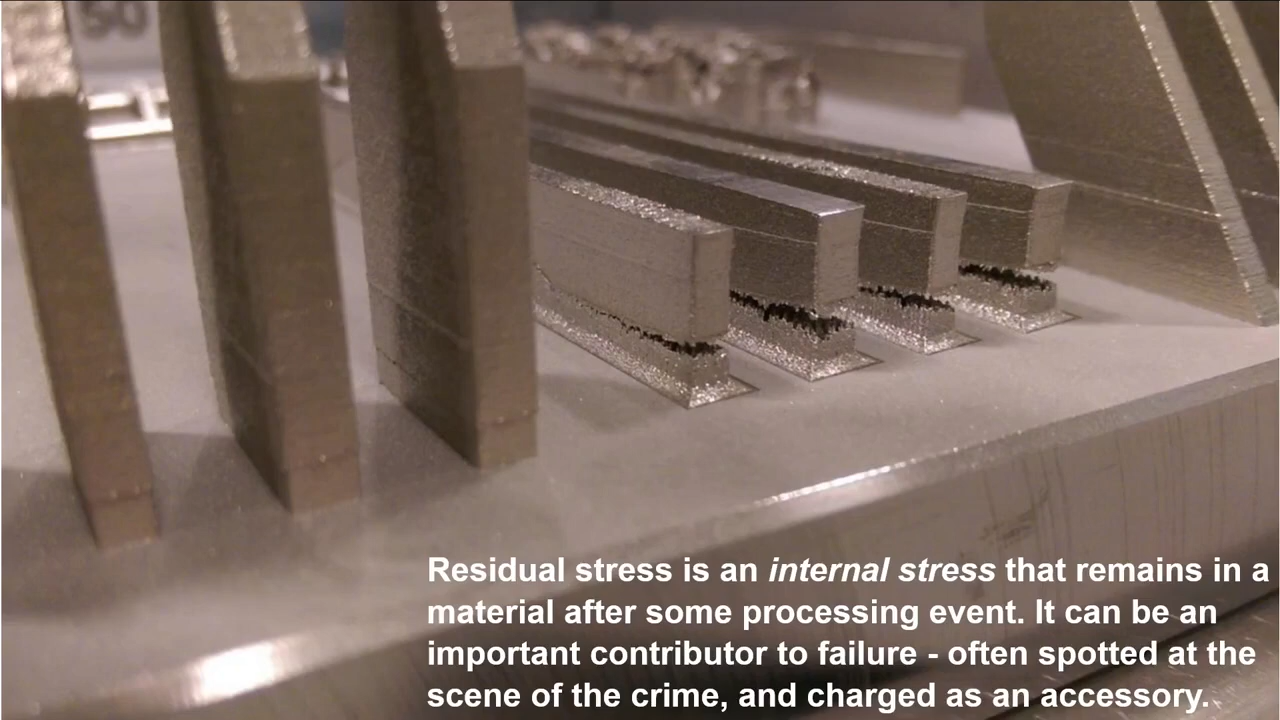 50
Residual stress is an internal stress that remains in a
material after some processing event. It can be an
important contributor to failure - often spotted at the
scene of the crime, and charged as an accessory.